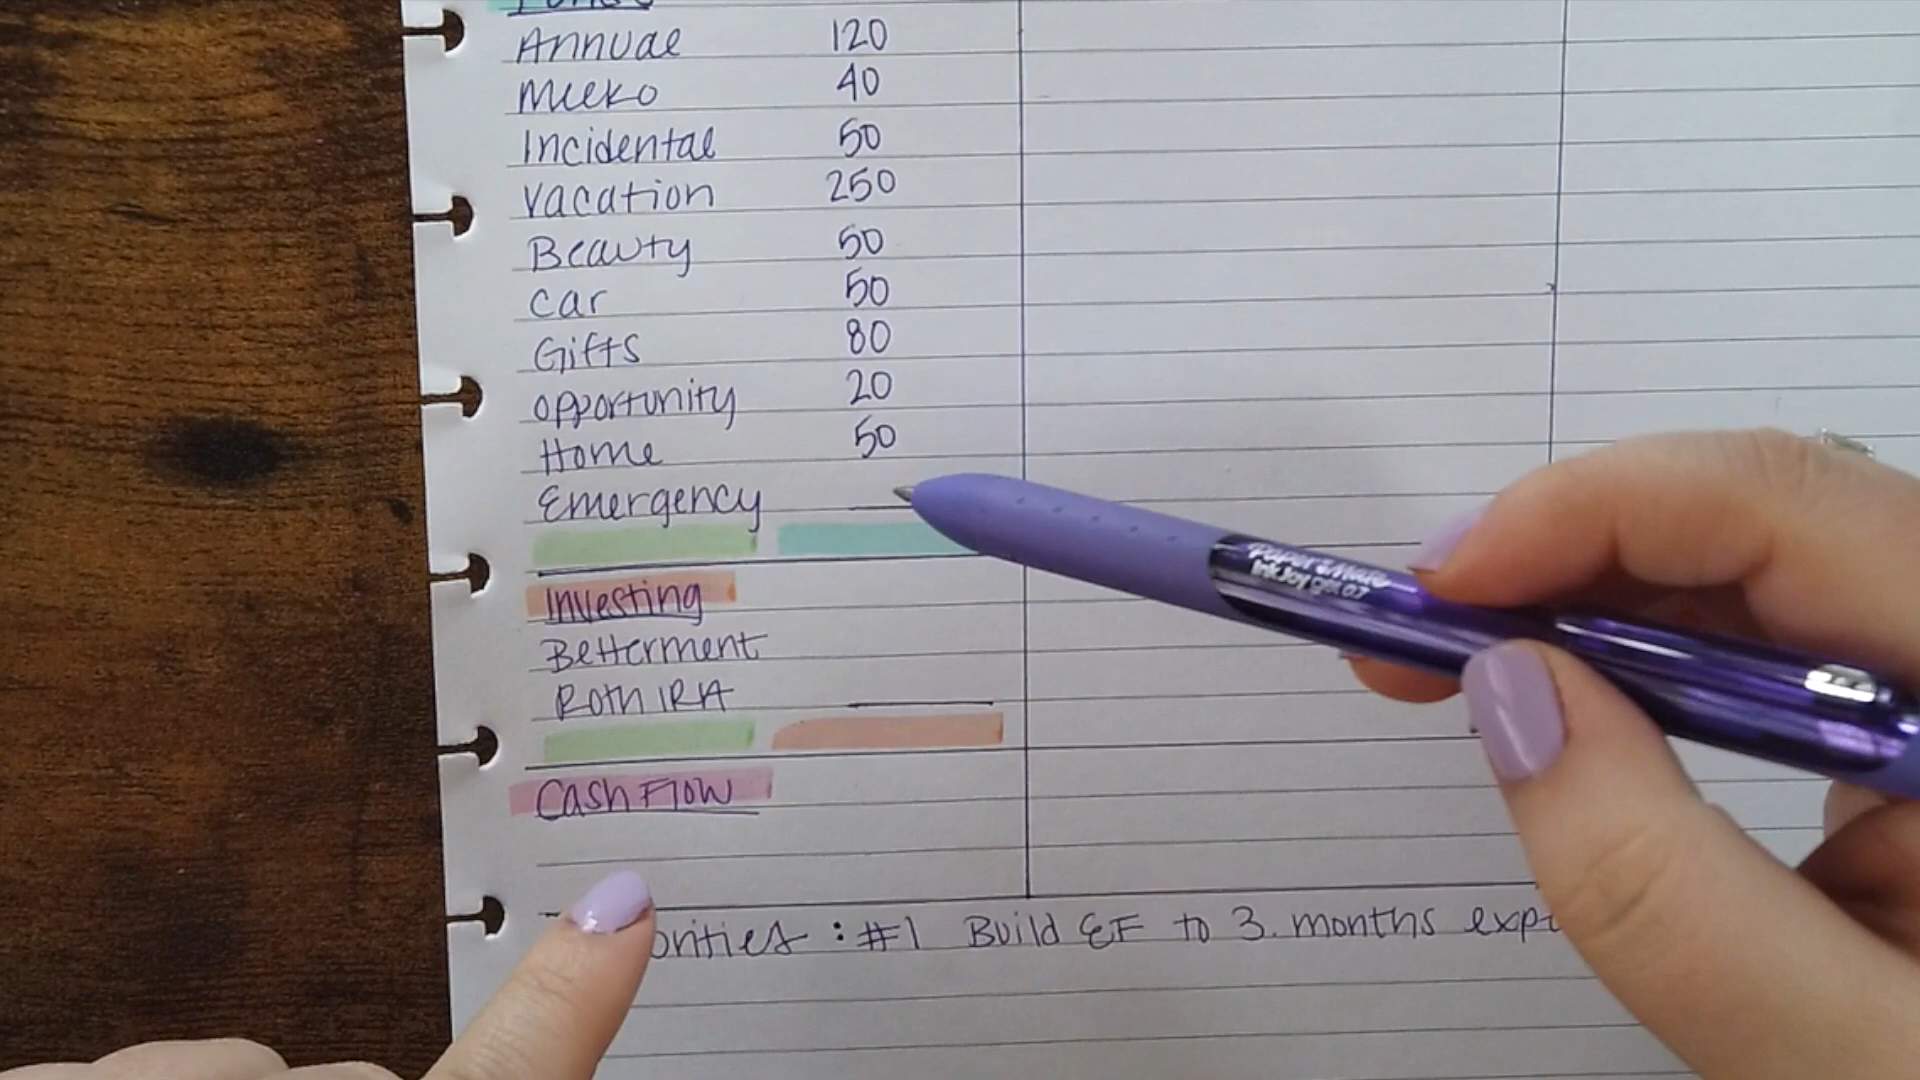 Annual 120
Meeko 40
Incidental 50
Vacation 250
Beauty 50
Car 50
Gifts 80
Opportunity 20
Home 50
Emergency
Investing
Betterment
Roth IRA
Cash Flow
orities: #1 Build EF to 3. months exp
Paper Mate
InkJoy gel 0.7